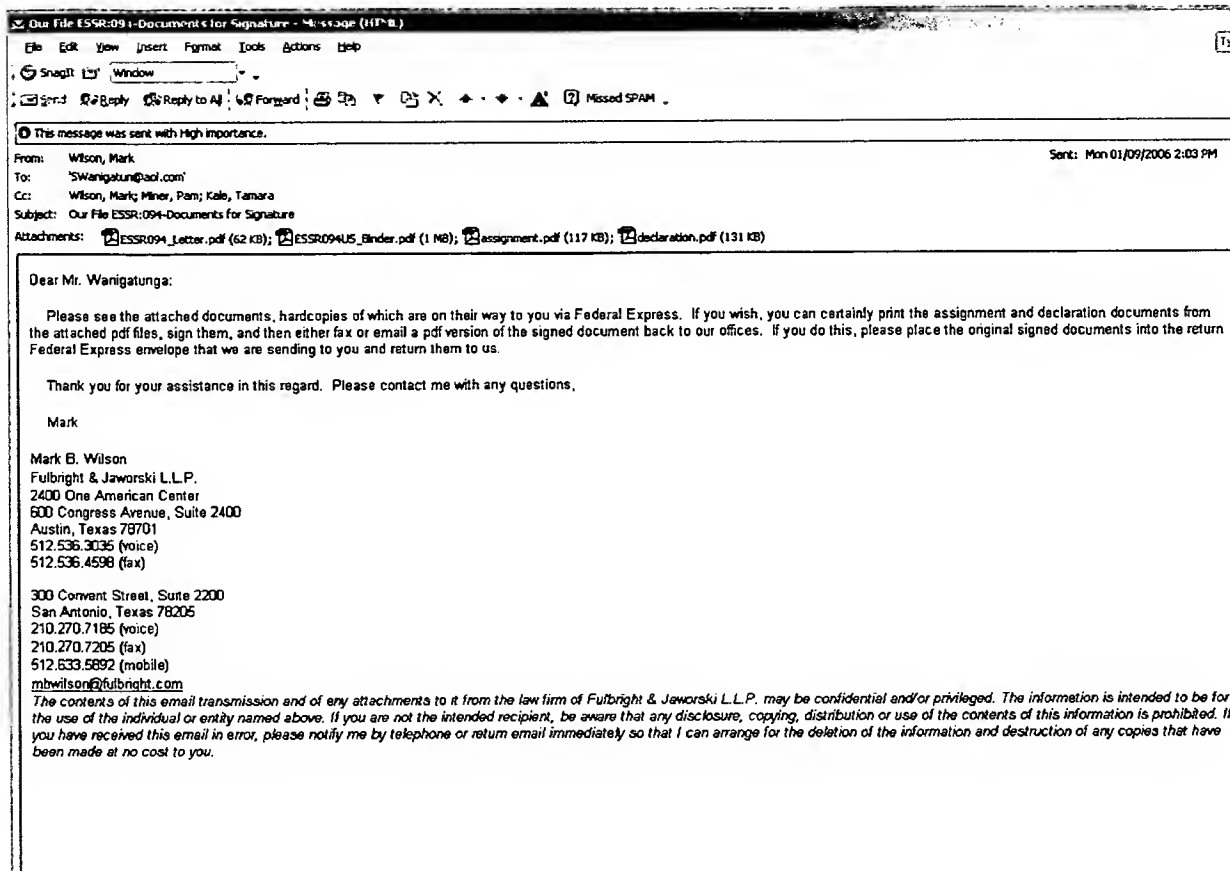 Our File ESSR:094-Documents for Signature - Message (HTML)
File Edit View Insert Format Tools Actions Help
SnagIt Window
Send Reply Reply to All Forward Missed SPAM
This message was sent with High importance.
From: Wilson, Mark Sent: Mon 01/09/2006 2:03 PM
To: 'SWanigatun@aol.com'
Cc: Wilson, Mark; Miner, Pam; Kale, Tamara
Subject: Our File ESSR:094-Documents for Signature
Attachments: ESSR094_Letter.pdf (62 KB); ESSR094US_Binder.pdf (1 MB); assignment.pdf (117 KB); declaration.pdf (131 KB)
Dear Mr. Wanigatunga:
Please see the attached documents, hardcopies of which are on their way to you via Federal Express. If you wish, you can certainly print the assignment and declaration documents from
the attached pdf files, sign them, and then either fax or email a pdf version of the signed document back to our offices. If you do this, please place the original signed documents into the return
Federal Express envelope that we are sending to you and return them to us.
Thank you for your assistance in this regard. Please contact me with any questions,
Mark
Mark B. Wilson
Fulbright & Jaworski L.L.P.
2400 One American Center
600 Congress Avenue, Suite 2400
Austin, Texas 78701
512.536.3035 (voice)
512.536.4598 (fax)
300 Convent Street, Suite 2200
San Antonio, Texas 78205
210.270.7185 (voice)
210.270.7205 (fax)
512.633.5892 (mobile)
mbwilson@fulbright.com
The contents of this email transmission and of any attachments to it from the law firm of Fulbright & Jaworski L.L.P. may be confidential and/or privileged. The information is intended to be for
the use of the individual or entity named above. If you are not the intended recipient, be aware that any disclosure, copying, distribution or use of the contents of this information is prohibited. If
you have received this email in error, please notify me by telephone or return email immediately so that I can arrange for the deletion of the information and destruction of any copies that have
been made at no cost to you.